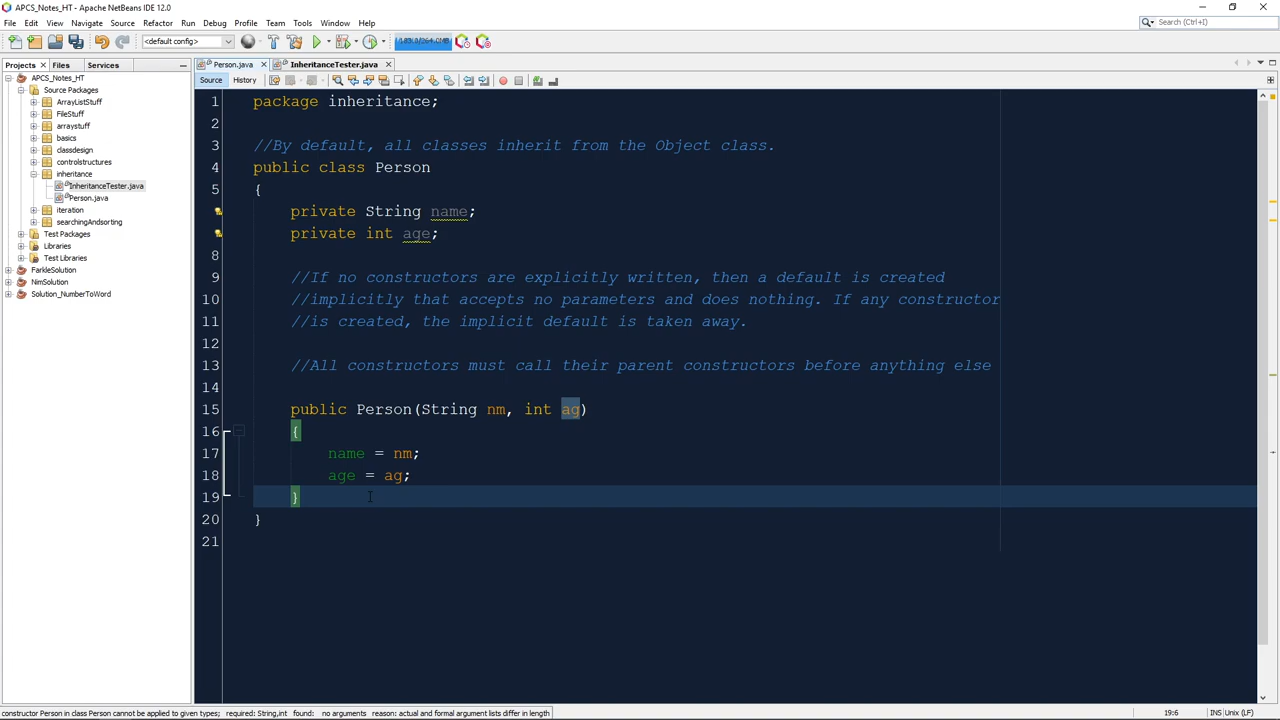 APCS_Notes_HT - Apache NetBeans IDE 12.0
File Edit View Navigate Source Refactor Run Debug Profile Team Tools Window Help
Search (Ctrl+I)
<default config>
Projects Files Services
Person.java InheritanceTester.java
Source History
APCS_Notes_HT
Source Packages
ArrayListStuff
FileStuff
arraystuff
basics
classdesign
controlstructures
inheritance
InheritanceTester.java
Person.java
iteration
searchingAndsorting
Test Packages
Libraries
Test Libraries
FarkleSolution
NimSolution
Solution_NumberToWord
1 package inheritance;
2
3 //By default, all classes inherit from the Object class.
4 public class Person
5 {
private String name;
private int age;
8
9 //If no constructors are explicitly written, then a default is created
10 //implicitly that accepts no parameters and does nothing. If any constructor
11 //is created, the implicit default is taken away.
12
13 //All constructors must call their parent constructors before anything else
14
15 public Person(String nm, int ag)
16 {
17 name = nm;
18 age = ag;
19 }
20 }
21
constructor Person in class Person cannot be applied to given types; required: String,int found: no arguments reason: actual and formal argument lists differ in length
19:6 INS Unix (LF)